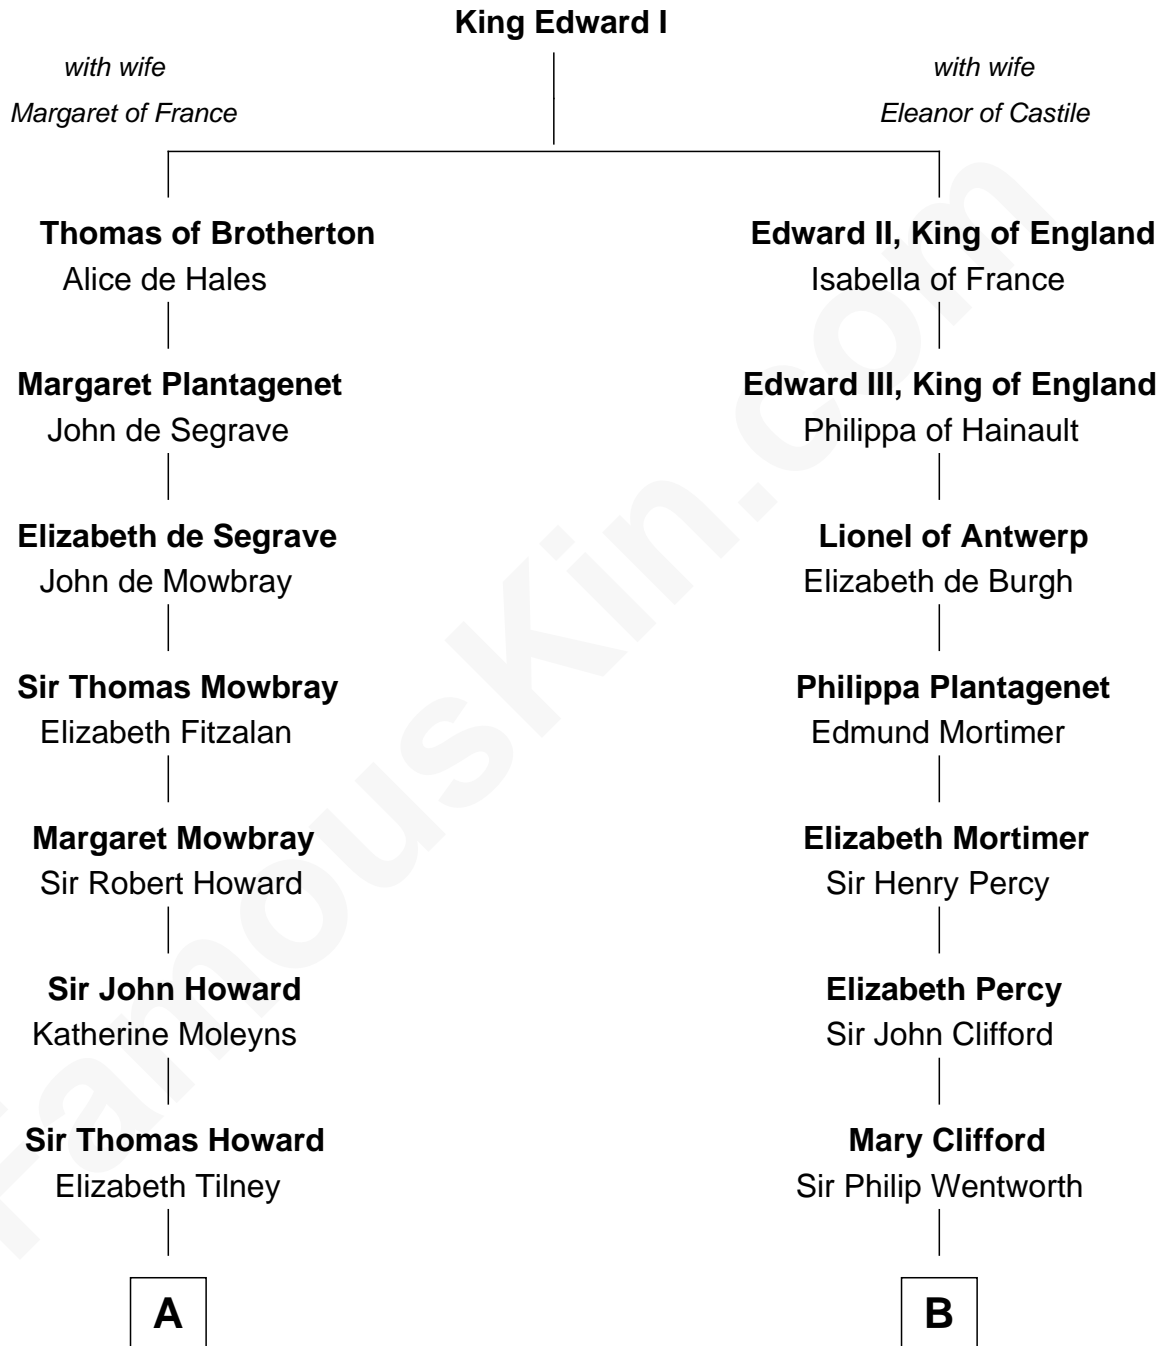 King Edward I
with wife
Margaret of France
with wife
Eleanor of Castile
Thomas of Brotherton
Alice de Hales
Edward II, King of England
Isabella of France
Margaret Plantagenet
John de Segrave
Edward III, King of England
Philippa of Hainault
Elizabeth de Segrave
John de Mowbray
Lionel of Antwerp
Elizabeth de Burgh
Sir Thomas Mowbray
Elizabeth Fitzalan
Philippa Plantagenet
Edmund Mortimer
Margaret Mowbray
Sir Robert Howard
Elizabeth Mortimer
Sir Henry Percy
Sir John Howard
Katherine Moleyns
Elizabeth Percy
Sir John Clifford
Sir Thomas Howard
Elizabeth Tilney
Mary Clifford
Sir Philip Wentworth
A
B
FamousKin.com